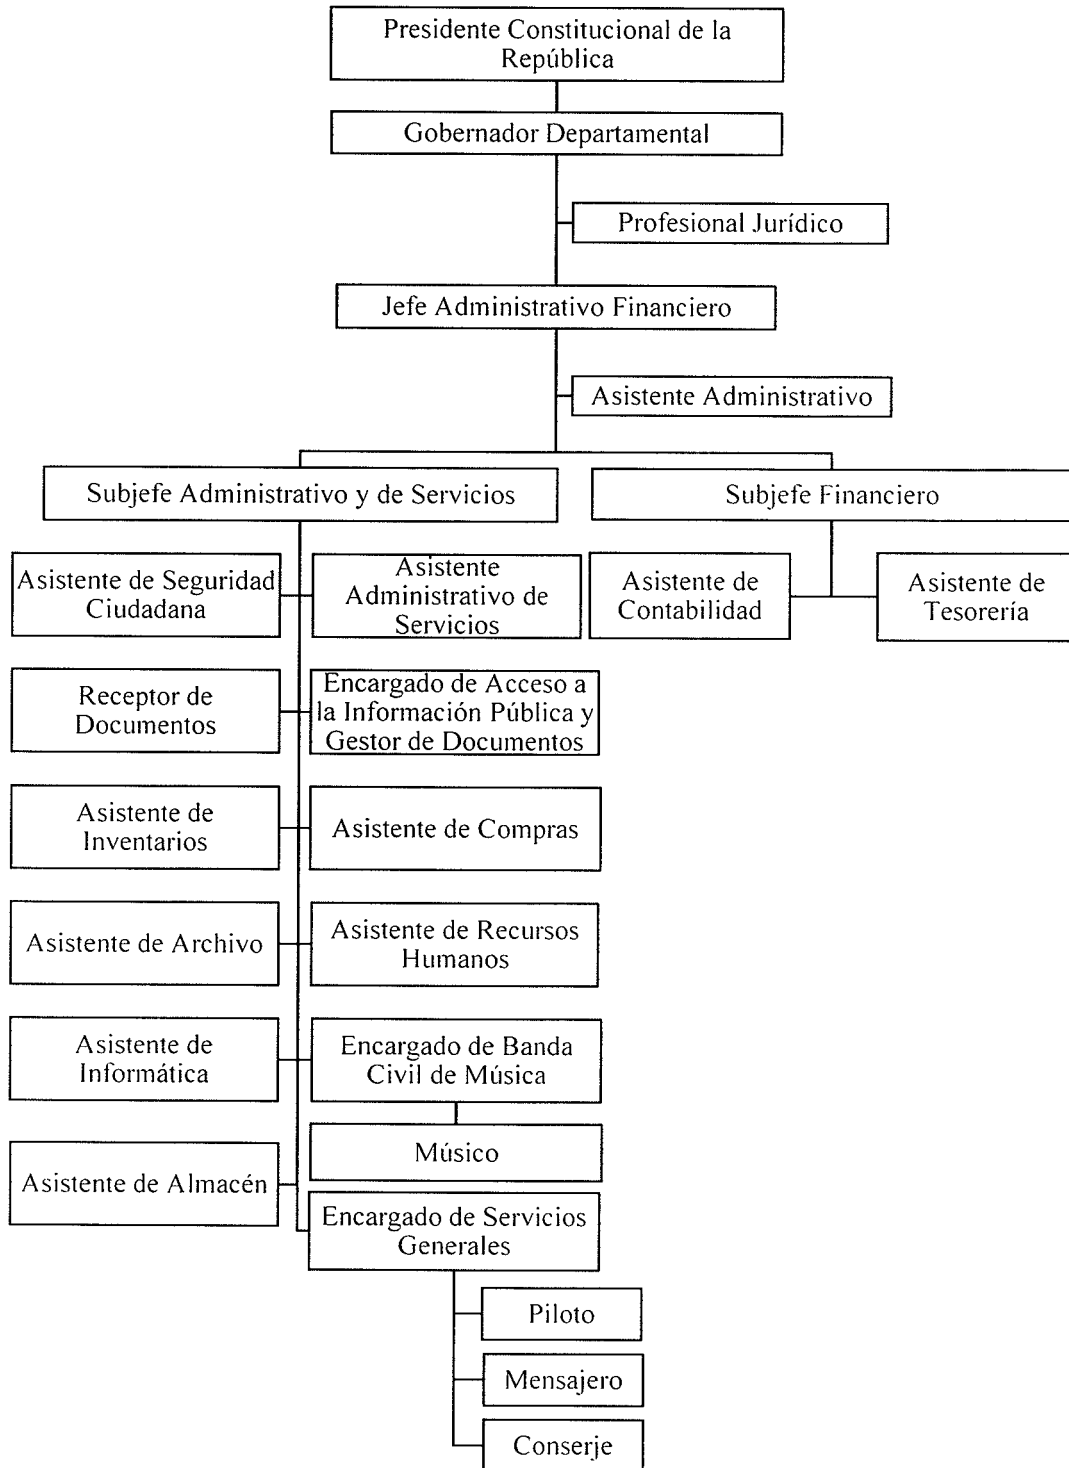 Presidente Constitucional de la
República
Gobernador Departamental
Profesional Jurídico
Jefe Administrativo Financiero
Asistente Administrativo
Subjefe Administrativo y de Servicios
Subjefe Financiero
Asistente de Seguridad
Ciudadana
Asistente
Administrativo de
Servicios
Asistente de
Contabilidad
Asistente de
Tesorería
Receptor de
Documentos
Encargado de Acceso a
la Información Pública y
Gestor de Documentos
Asistente de
Inventarios
Asistente de Compras
Asistente de Archivo
Asistente de Recursos
Humanos
Asistente de
Informática
Encargado de Banda
Civil de Música
Músico
Asistente de Almacén
Encargado de Servicios
Generales
Piloto
Mensajero
Conserje